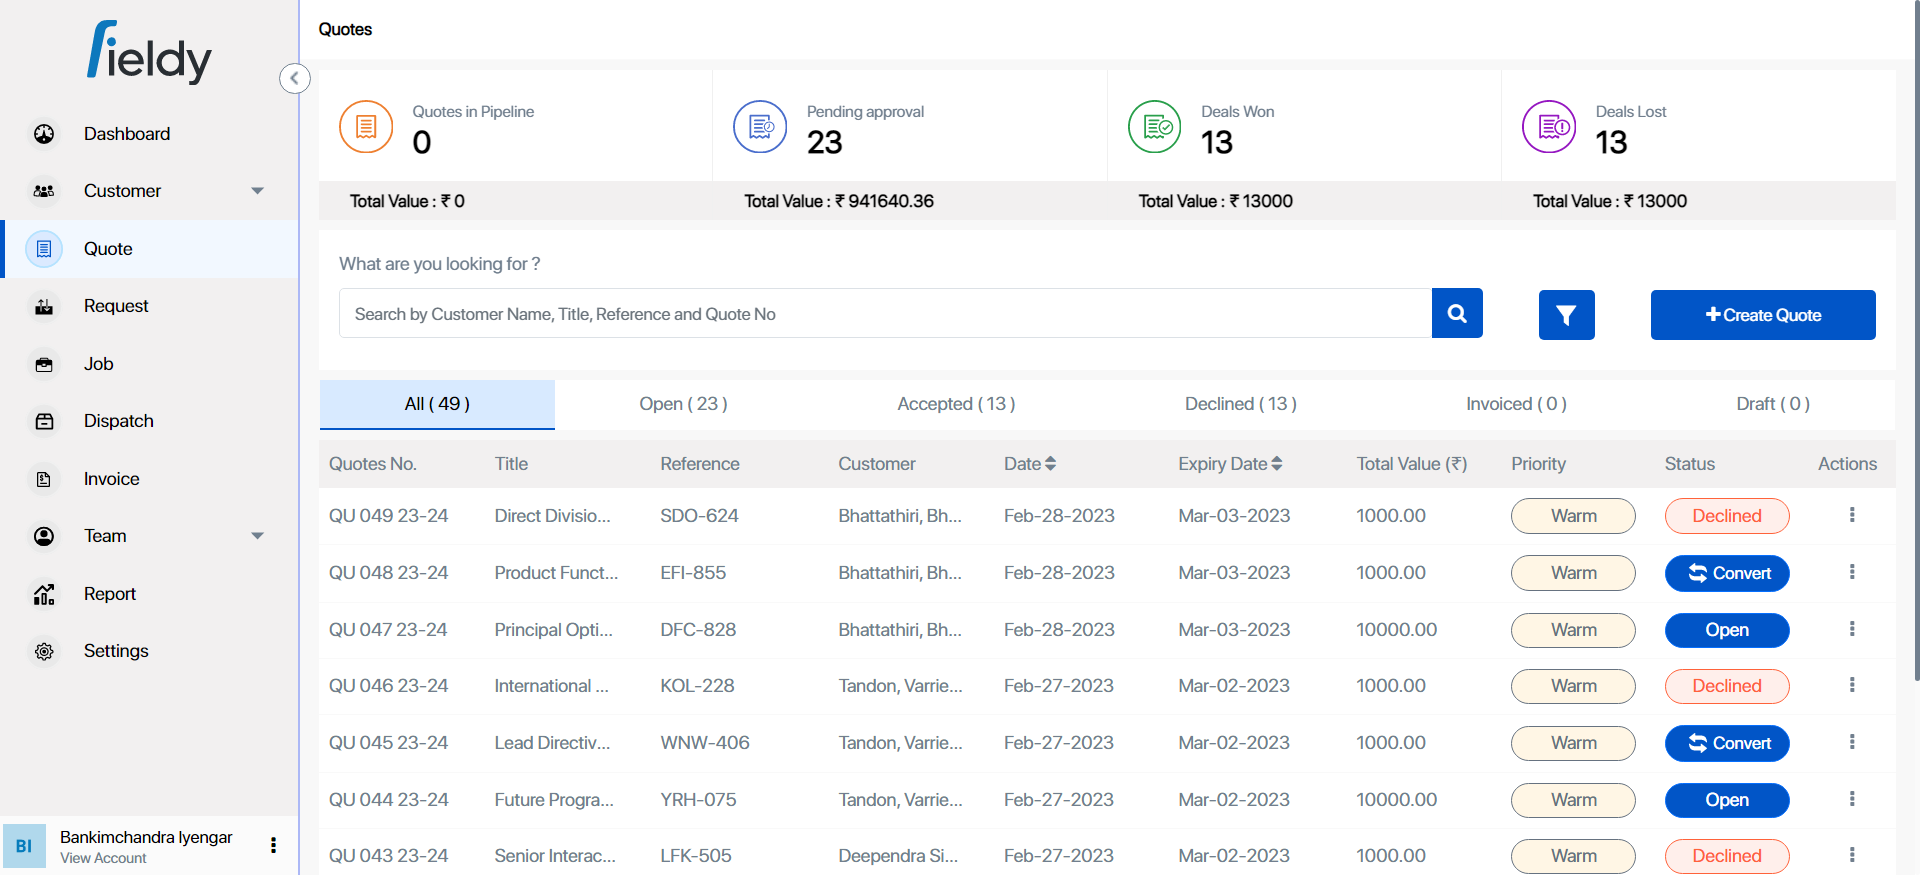 fieldy
Dashboard
Customer
Quote
Request
Job
Dispatch
Invoice
Team
Report
Settings
BI
Bankimchandra Iyengar
View Account
Quotes
Quotes in Pipeline
0
Total Value : ₹ 0
Pending approval
23
Total Value : ₹ 941640.36
Deals Won
13
Total Value : ₹ 13000
Deals Lost
13
Total Value : ₹ 13000
What are you looking for ?
Search by Customer Name, Title, Reference and Quote No
Create Quote
All ( 49 ) Open ( 23 ) Accepted ( 13 ) Declined ( 13 ) Invoiced ( 0 ) Draft ( 0 )
Quotes No. Title Reference Customer Date Expiry Date Total Value (₹) Priority Status Actions
QU 049 23-24 Direct Divisio... SDO-624 Bhattathiri, Bh... Feb-28-2023 Mar-03-2023 1000.00 Warm Declined
QU 048 23-24 Product Funct... EFI-855 Bhattathiri, Bh... Feb-28-2023 Mar-03-2023 1000.00 Warm Convert
QU 047 23-24 Principal Opti... DFC-828 Bhattathiri, Bh... Feb-28-2023 Mar-03-2023 10000.00 Warm Open
QU 046 23-24 International ... KOL-228 Tandon, Varrie... Feb-27-2023 Mar-02-2023 1000.00 Warm Declined
QU 045 23-24 Lead Directiv... WNW-406 Tandon, Varrie... Feb-27-2023 Mar-02-2023 1000.00 Warm Convert
QU 044 23-24 Future Progra... YRH-075 Tandon, Varrie... Feb-27-2023 Mar-02-2023 10000.00 Warm Open
QU 043 23-24 Senior Interac... LFK-505 Deependra Si... Feb-27-2023 Mar-02-2023 1000.00 Warm Declined